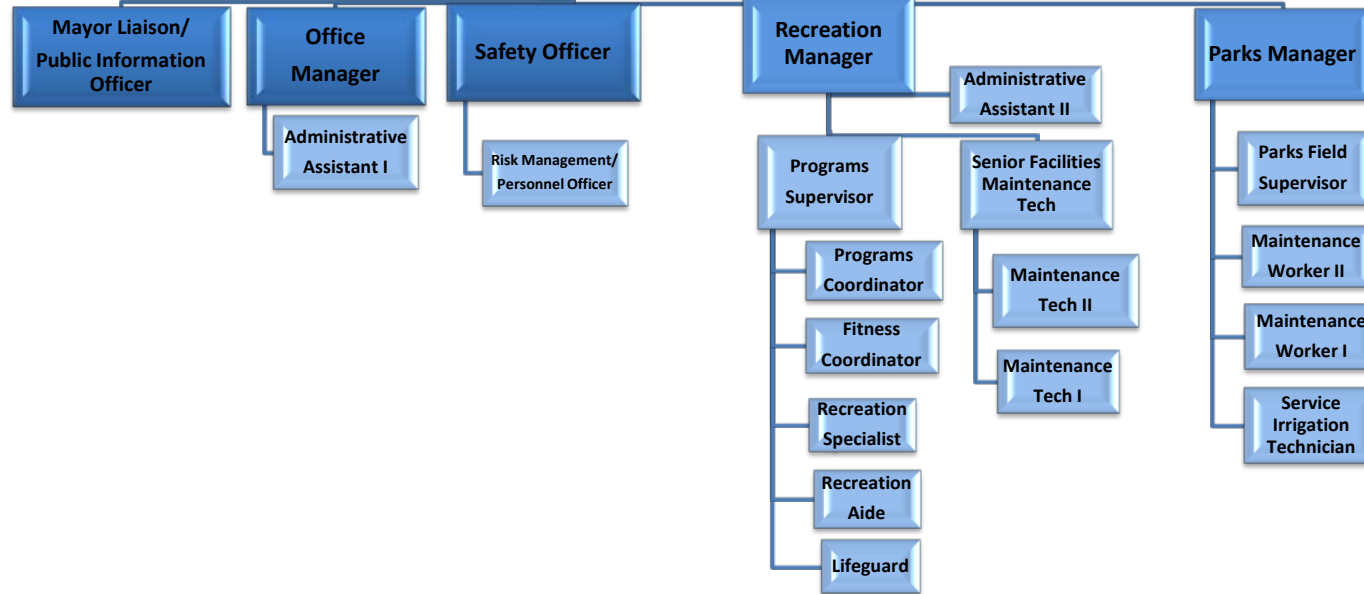 Mayor Liaison/
Public Information
Officer
Office
Manager
Safety Officer
Recreation
Manager
Parks Manager
Administrative
Assistant I
Risk Management/
Personnel Officer
Administrative
Assistant II
Programs
Supervisor
Senior Facilities
Maintenance
Tech
Programs
Coordinator
Fitness
Coordinator
Recreation
Specialist
Recreation
Aide
Lifeguard
Maintenance
Tech II
Maintenance
Tech I
Parks Field
Supervisor
Maintenance
Worker II
Maintenance
Worker I
Service
Irrigation
Technician